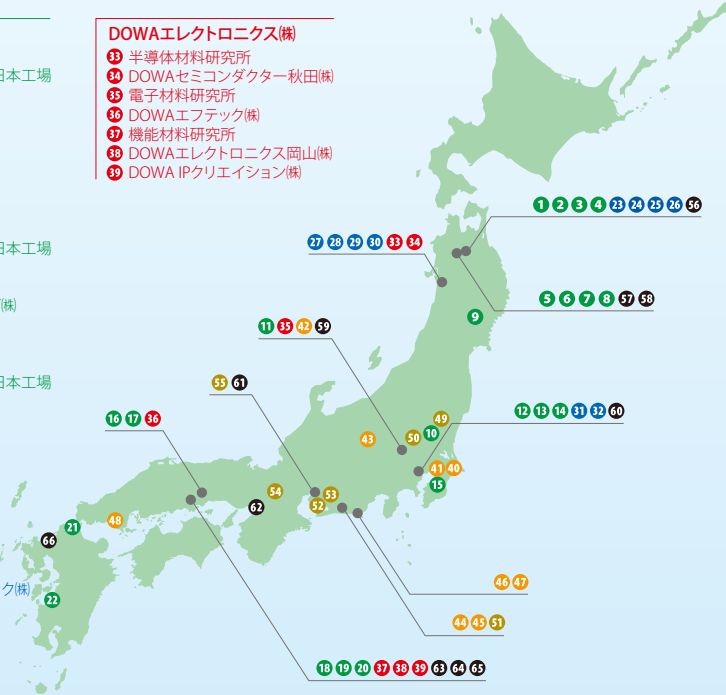 日本工場
日本工場
㈱
日本工場
ク㈱
DOWAエレクトロニクス㈱
33 半導体材料研究所
34 DOWAセミコンダクター秋田㈱
35 電子材料研究所
36 DOWAエフテック㈱
37 機能材料研究所
38 DOWAエレクトロニクス岡山㈱
39 DOWA IPクリエイション㈱
1 2 3 4 23 24 25 26 56
27 28 29 30 33 34
5 6 7 8 57 58
9
11 35 42 59
55 61
12 13 14 31 32 60
16 17 36
49
50 10
43
41 40
15
54
53
52
62
48
21
66
22
46 47
44 45 51
18 19 20 37 38 39 63 64 65